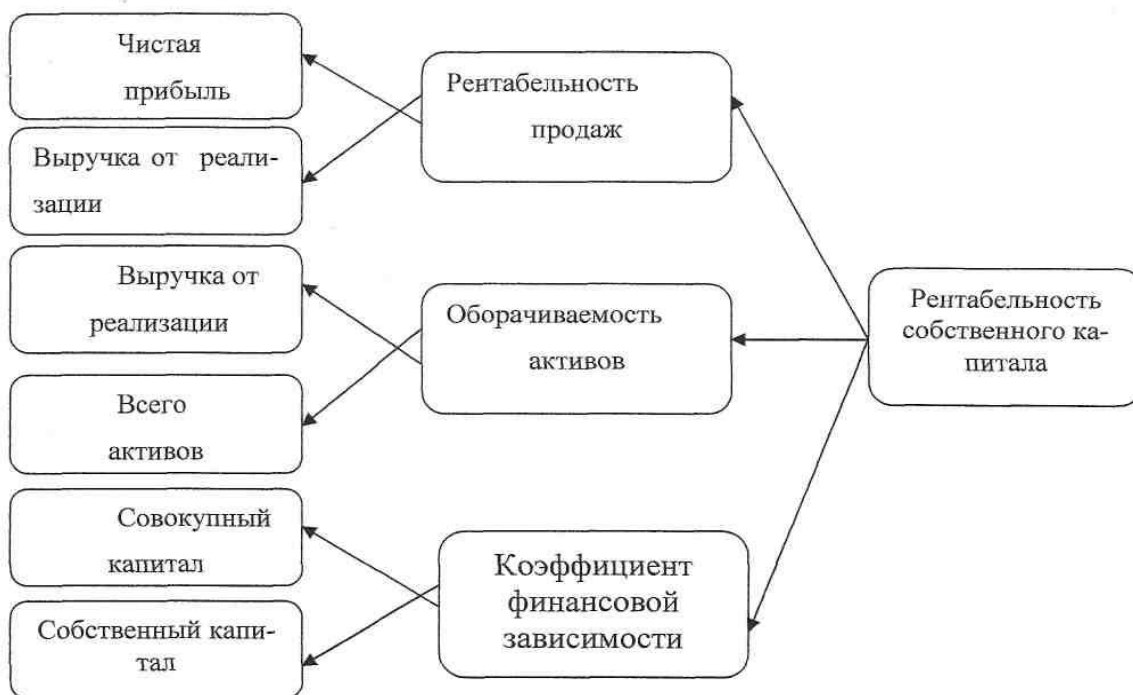 Чистая
прибыль
Выручка от реали-
зации
Выручка от
реализации
Всего
активов
Совокупный
капитал
Собственный капи-
тал
Рентабельность
продаж
Оборачиваемость
активов
Коэффициент
финансовой
зависимости
Рентабельность
собственного ка-
питала